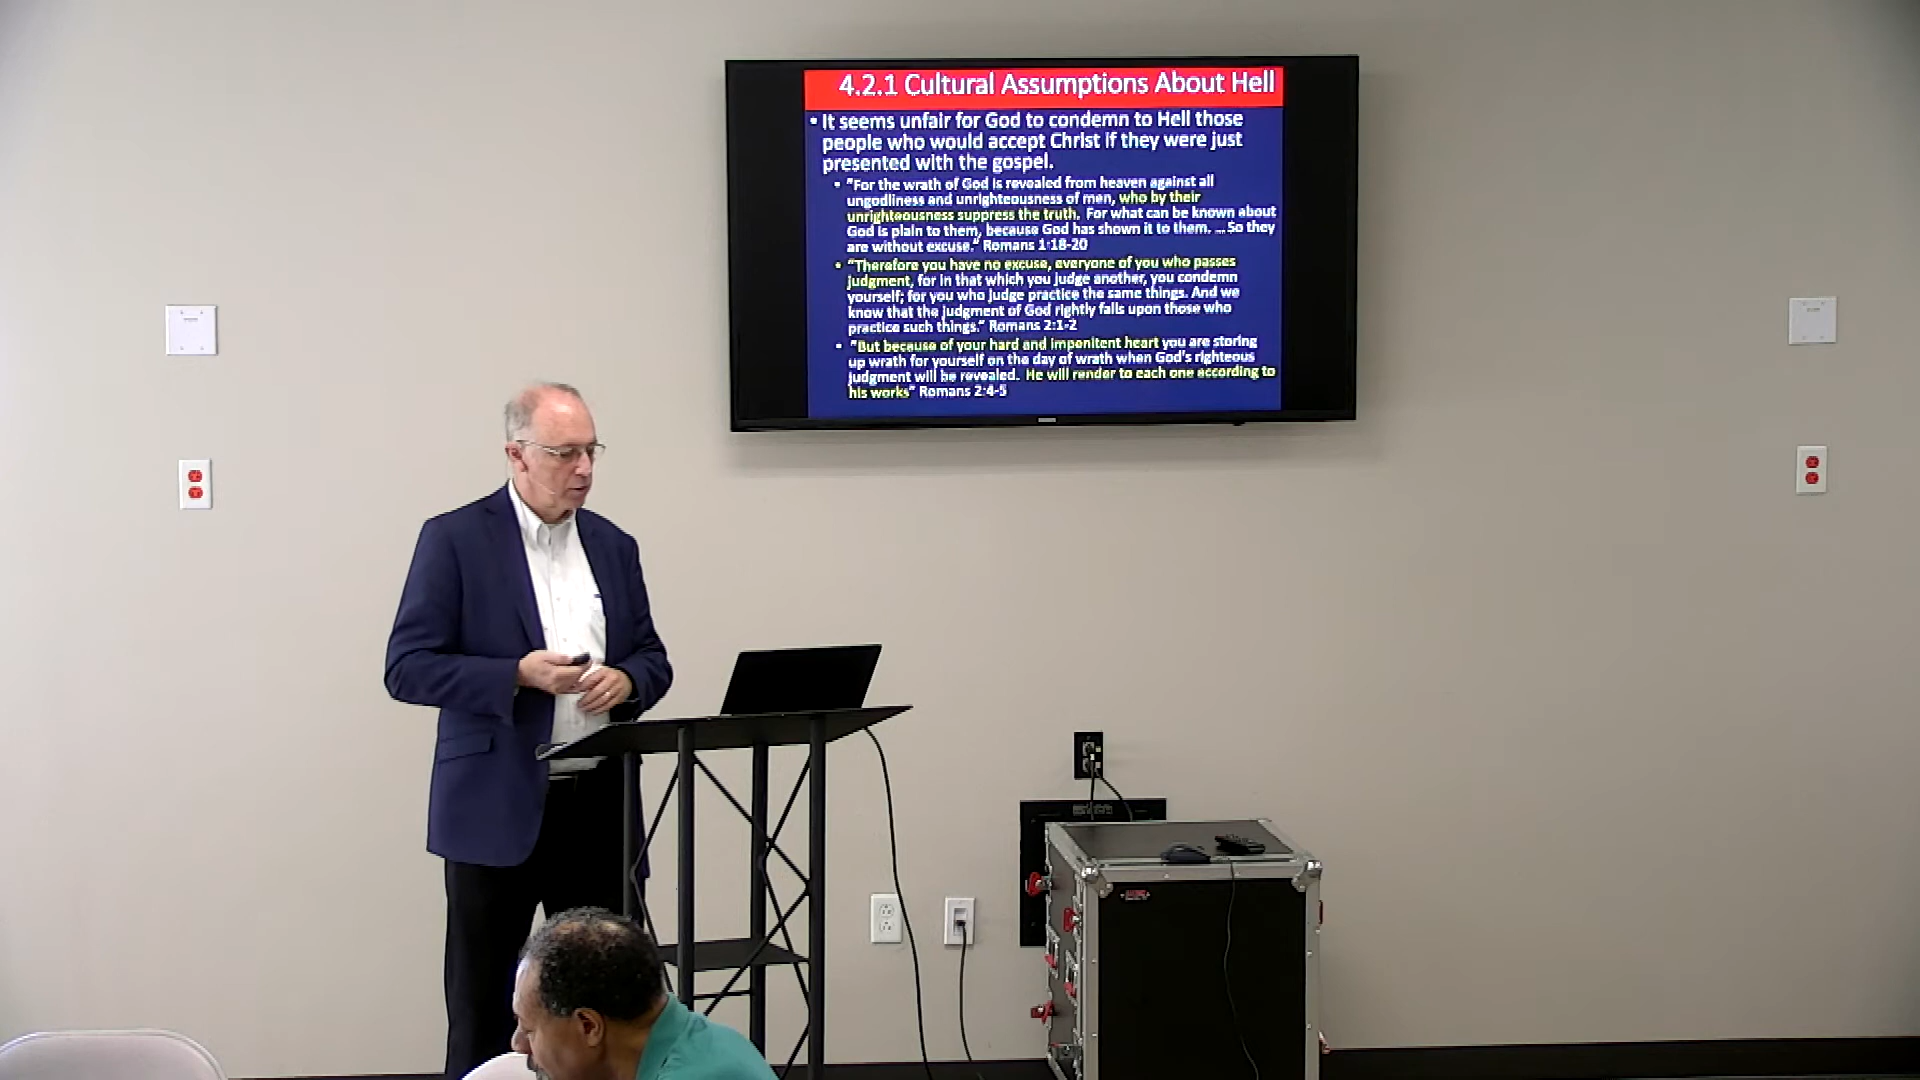 4.2.1 Cultural Assumptions About Hell
• It seems unfair for God to condemn to Hell those
people who would accept Christ if they were just
presented with the gospel.
• "For the wrath of God is revealed from heaven against all
ungodliness and unrighteousness of men, who by their
unrighteousness suppress the truth. For what can be known about
God is plain to them, because God has shown it to them. ... So they
are without excuse." Romans 1:18-20
• "Therefore you have no excuse, everyone of you who passes
judgment, for in that which you judge another, you condemn
yourself; for you who judge practice the same things. And we
know that the judgment of God rightly falls upon those who
practice such things." Romans 2:1-2
• "But because of your hard and impenitent heart you are storing
up wrath for yourself on the day of wrath when God's righteous
judgment will be revealed. He will render to each one according to
his works" Romans 2:4-5